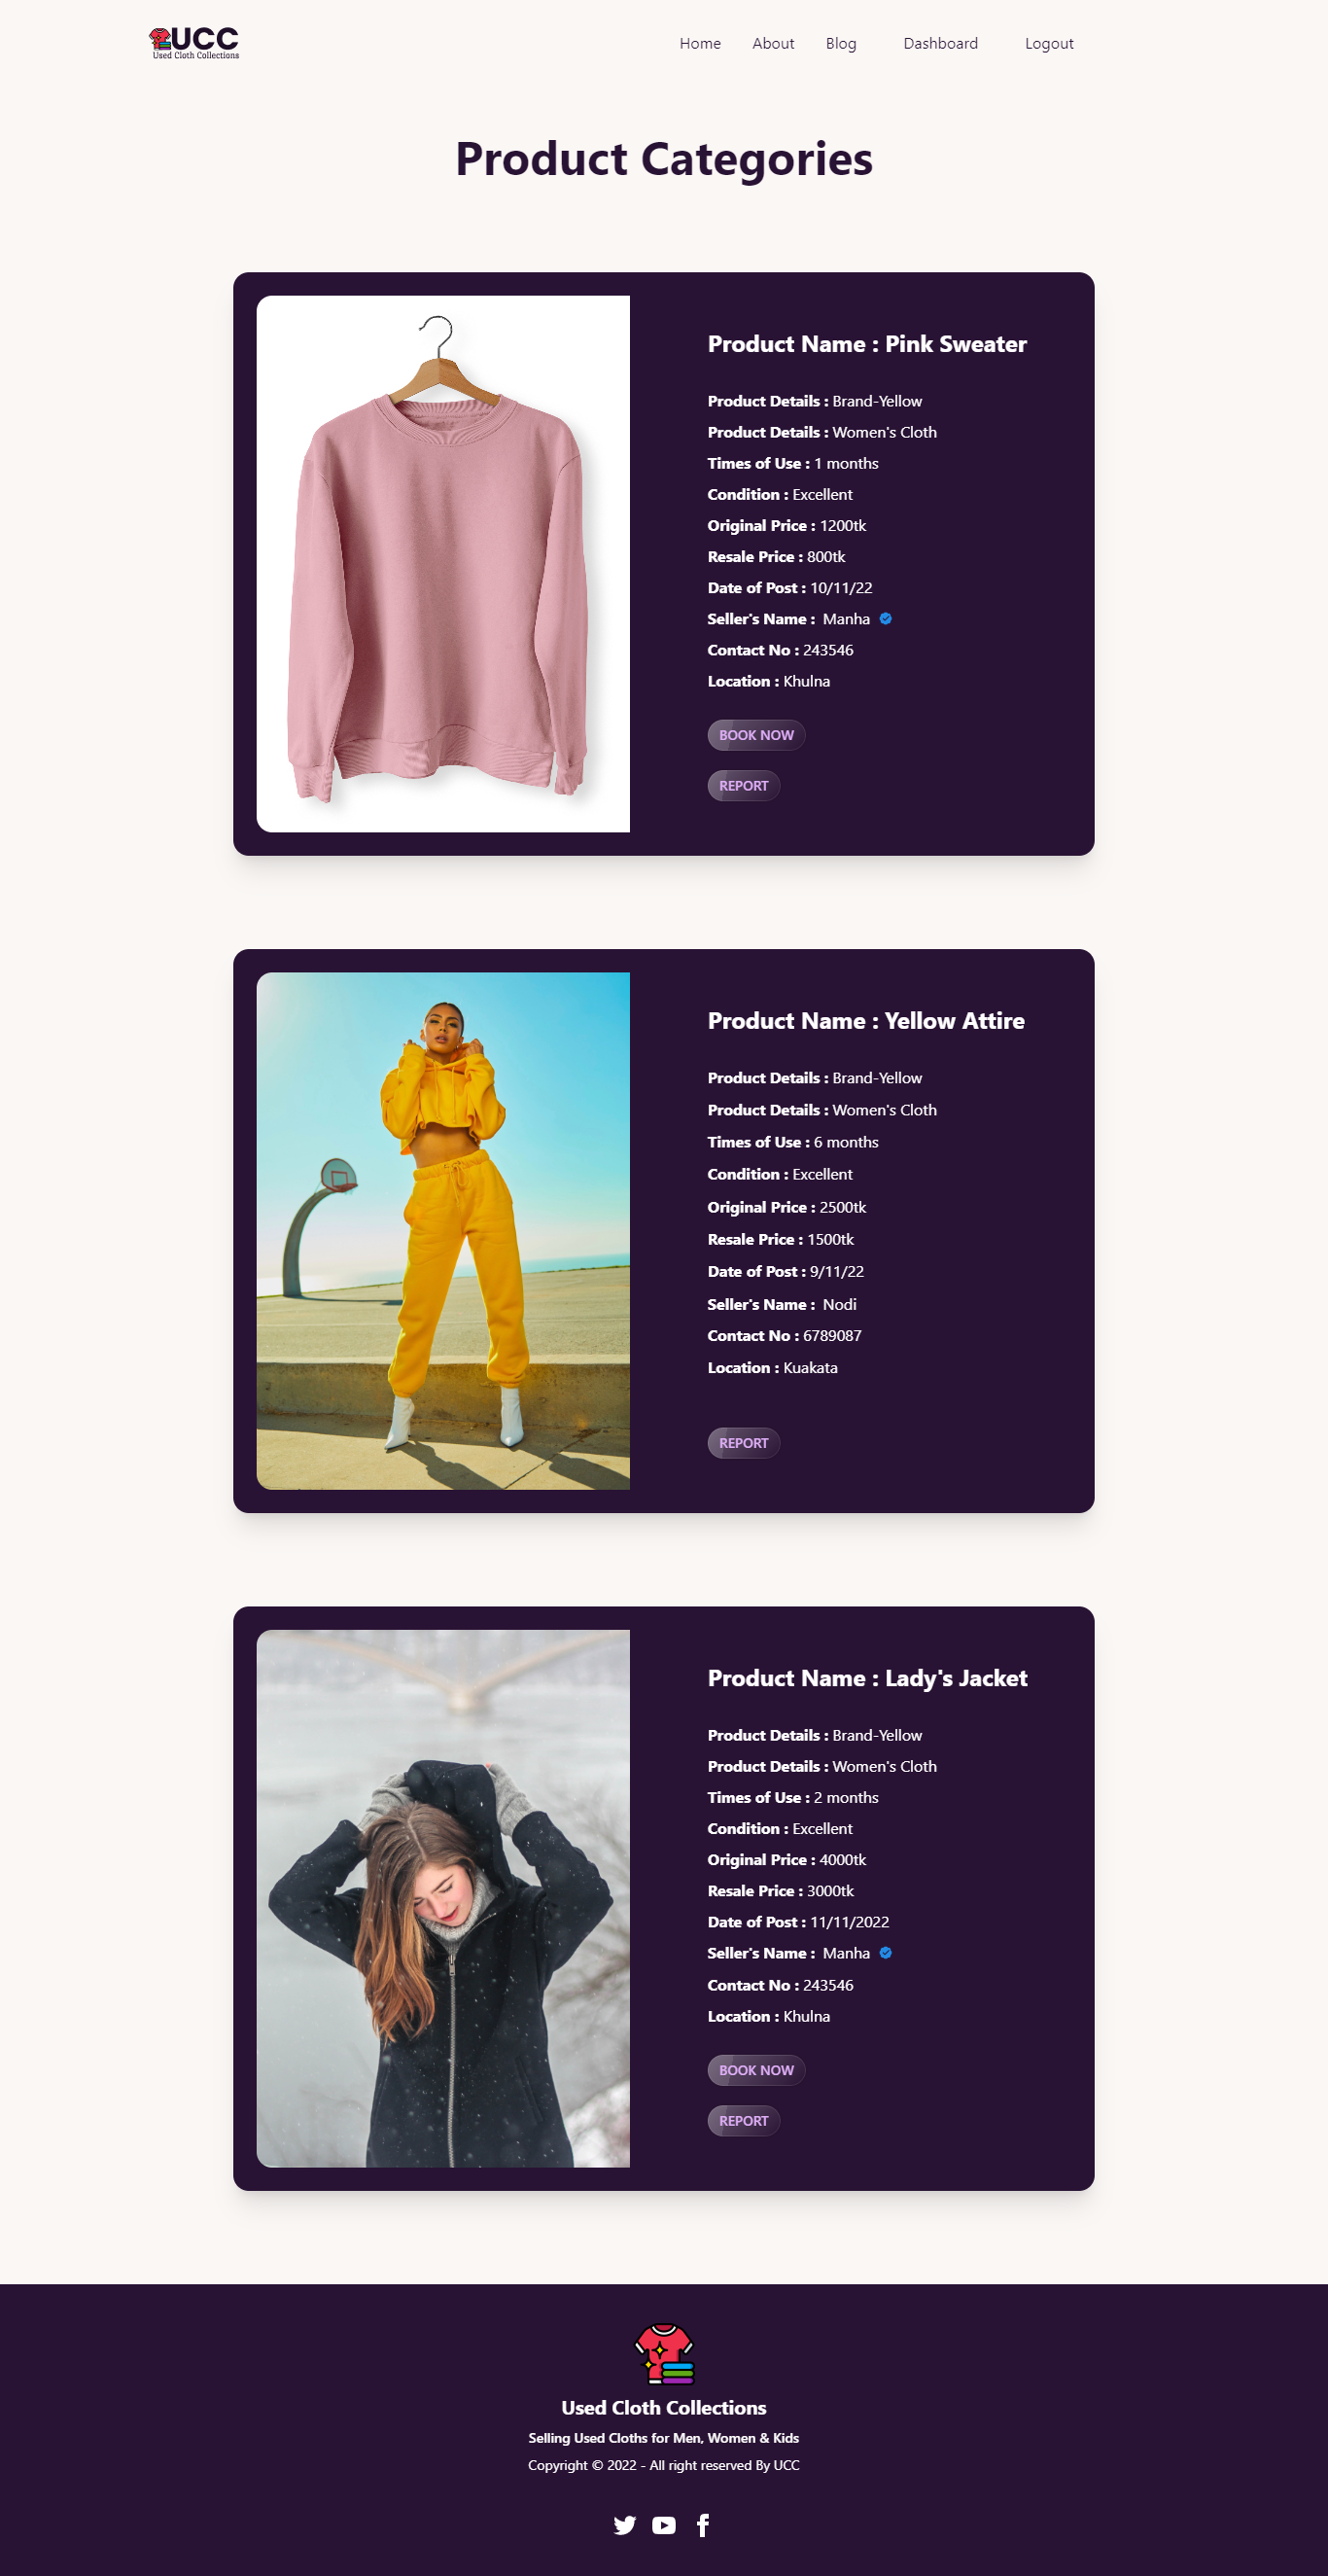 UCC
Used Cloth Collections
Home About Blog Dashboard Logout
Product Categories
Product Name : Pink Sweater
Product Details : Brand-Yellow
Product Details : Women's Cloth
Times of Use : 1 months
Condition : Excellent
Original Price : 1200tk
Resale Price : 800tk
Date of Post : 10/11/22
Seller's Name : Manha
Contact No : 243546
Location : Khulna
BOOK NOW
REPORT
Product Name : Yellow Attire
Product Details : Brand-Yellow
Product Details : Women's Cloth
Times of Use : 6 months
Condition : Excellent
Original Price : 2500tk
Resale Price : 1500tk
Date of Post : 9/11/22
Seller's Name : Nodi
Contact No : 6789087
Location : Kuakata
REPORT
Product Name : Lady's Jacket
Product Details : Brand-Yellow
Product Details : Women's Cloth
Times of Use : 2 months
Condition : Excellent
Original Price : 4000tk
Resale Price : 3000tk
Date of Post : 11/11/2022
Seller's Name : Manha
Contact No : 243546
Location : Khulna
BOOK NOW
REPORT
Used Cloth Collections
Selling Used Cloths for Men, Women & Kids
Copyright © 2022 - All right reserved By UCC